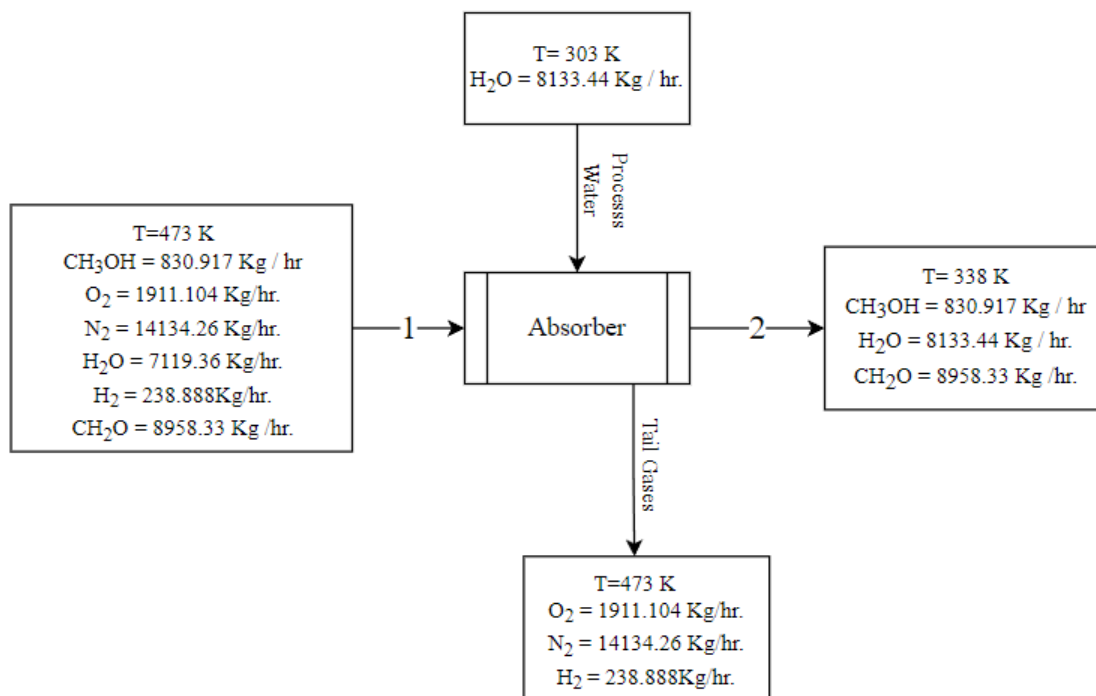 T= 303 K
H₂O = 8133.44 Kg / hr.
Processs
Water
T=473 K
CH₃OH = 830.917 Kg / hr
O₂ = 1911.104 Kg/hr.
N₂ = 14134.26 Kg/hr.
H₂O = 7119.36 Kg/hr.
H₂ = 238.888Kg/hr.
CH₂O = 8958.33 Kg /hr.
1
Absorber
2
T= 338 K
CH₃OH = 830.917 Kg / hr
H₂O = 8133.44 Kg / hr.
CH₂O = 8958.33 Kg /hr.
Tail Gases
T=473 K
O₂ = 1911.104 Kg/hr.
N₂ = 14134.26 Kg/hr.
H₂ = 238.888Kg/hr.